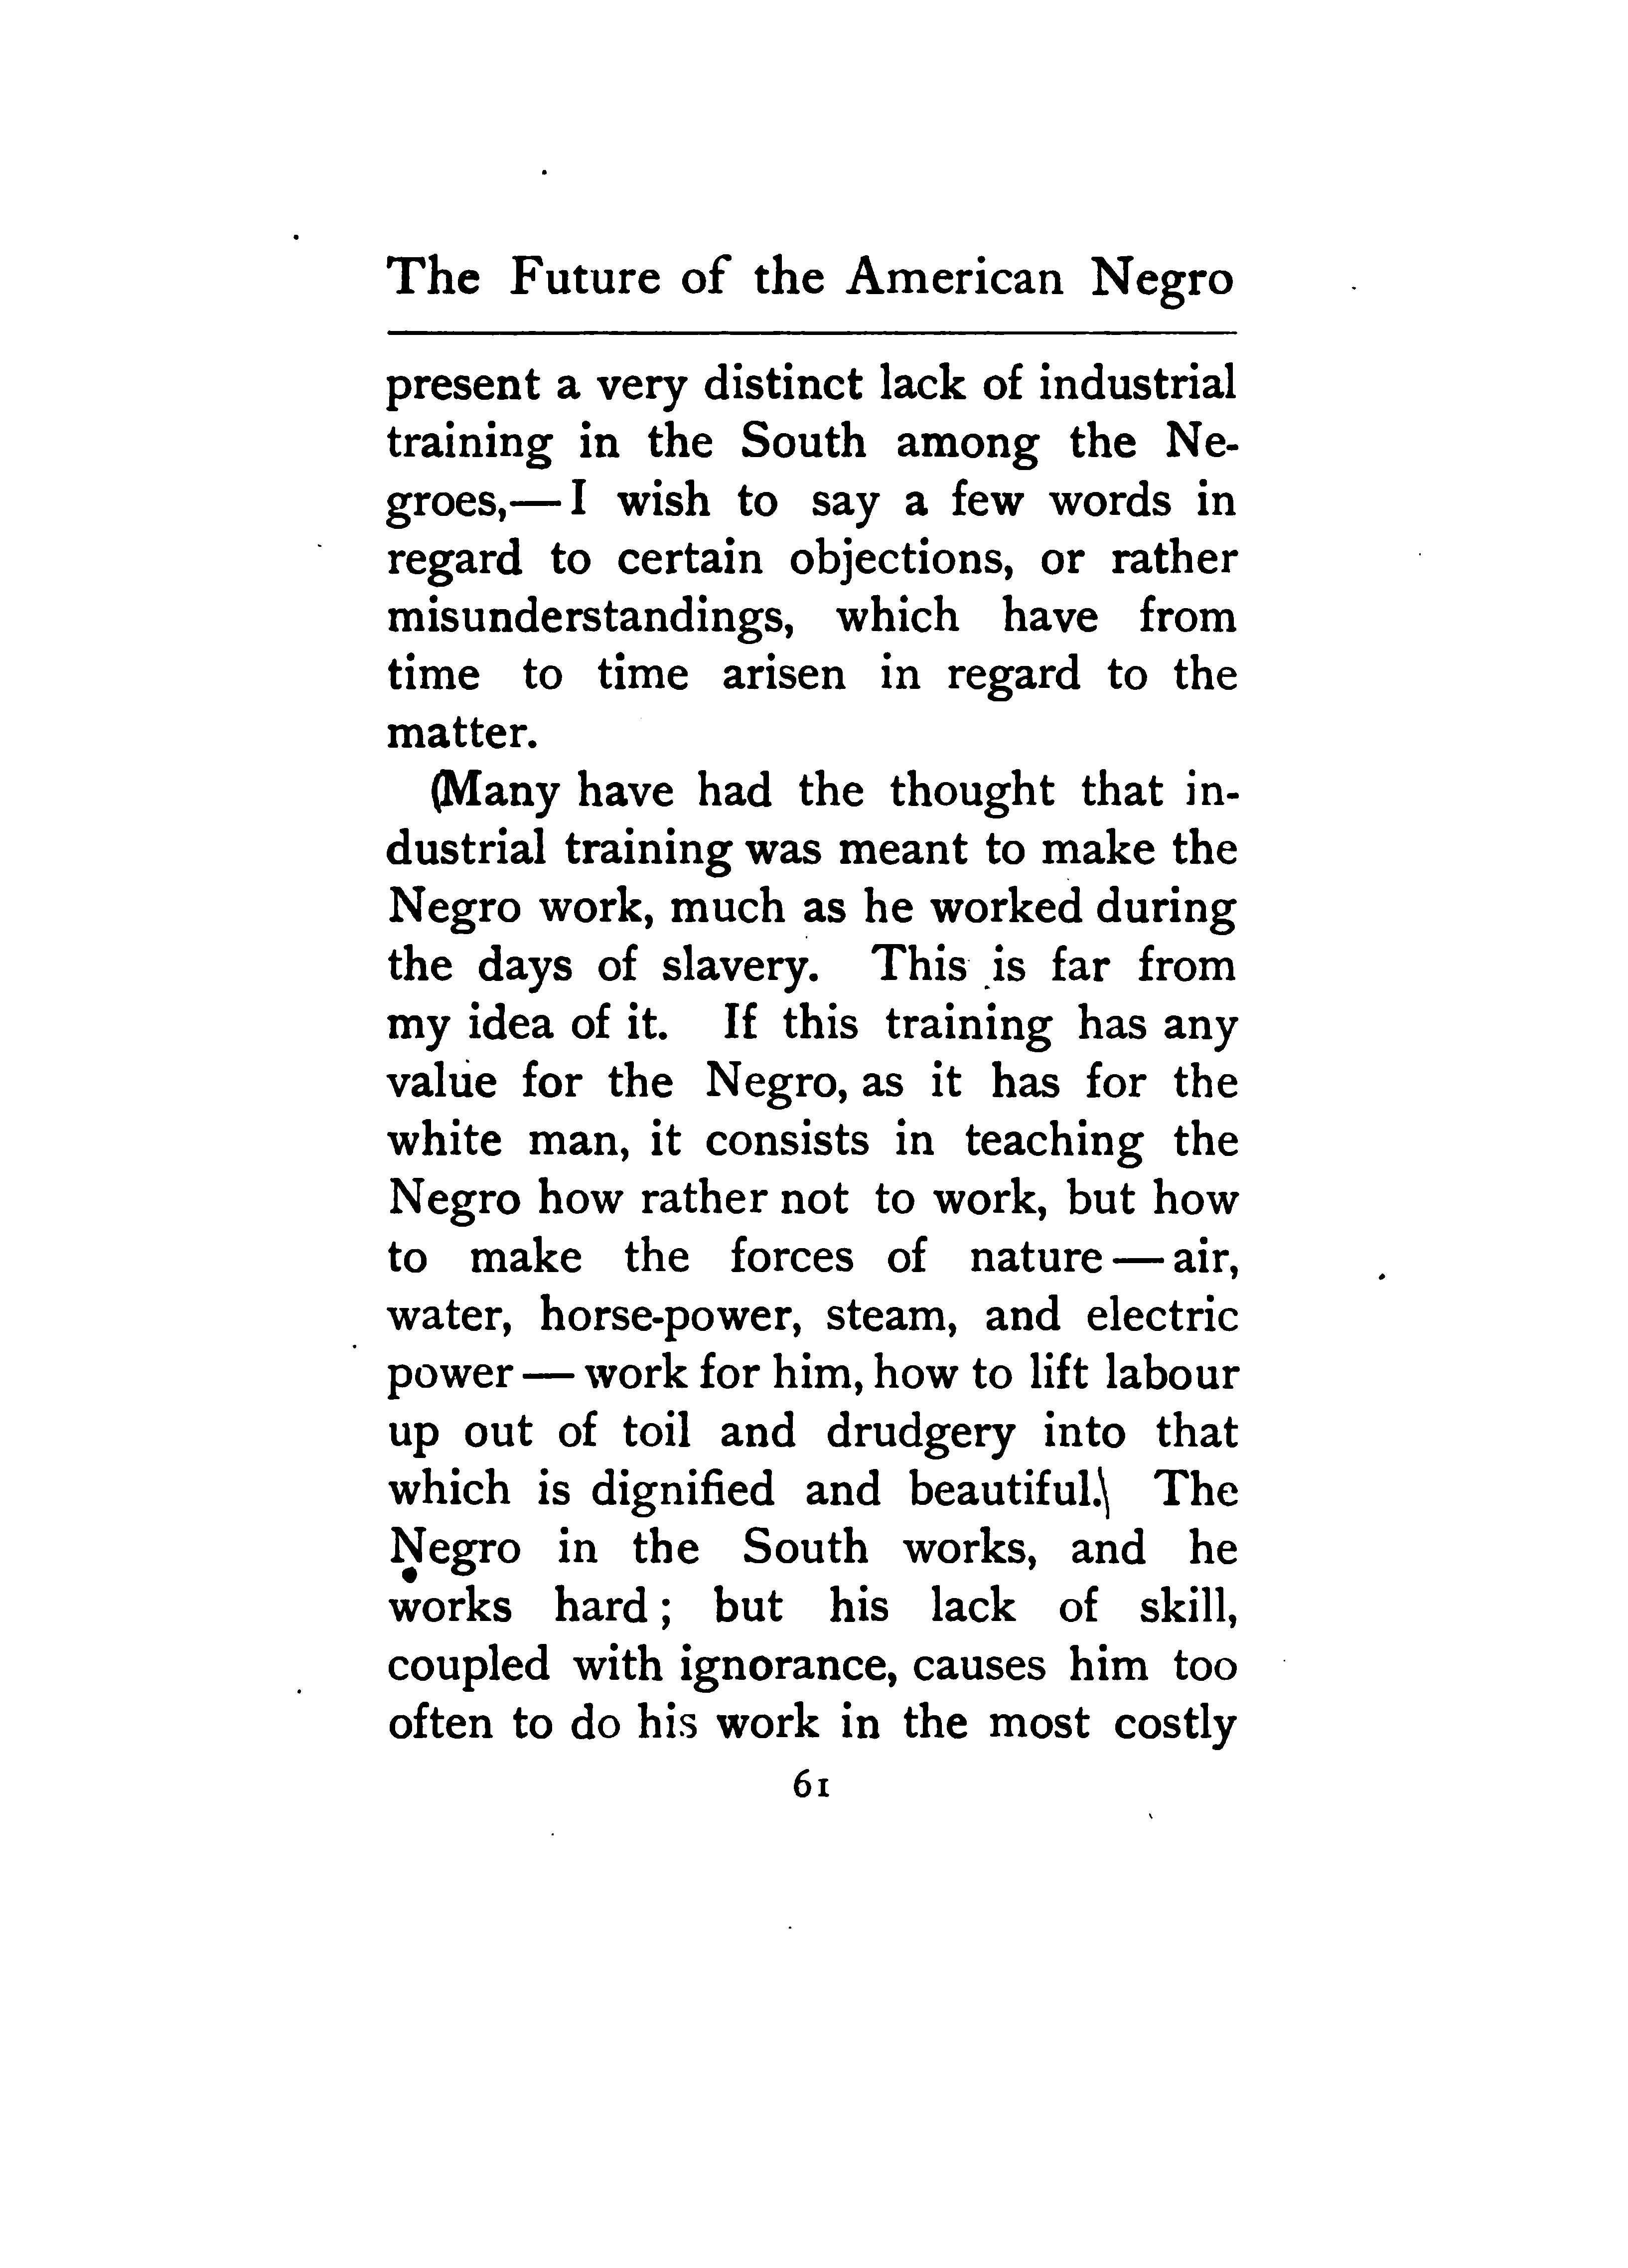 The Future of the American Negro
present a very distinct lack of industrial
training in the South among the Ne-
groes,—I wish to say a few words in
regard to certain objections, or rather
misunderstandings, which have from
time to time arisen in regard to the
matter.
(Many have had the thought that in-
dustrial training was meant to make the
Negro work, much as he worked during
the days of slavery. This is far from
my idea of it. If this training has any
value for the Negro, as it has for the
white man, it consists in teaching the
Negro how rather not to work, but how
to make the forces of nature—air,
water, horse-power, steam, and electric
power—work for him, how to lift labour
up out of toil and drudgery into that
which is dignified and beautiful.\ The
Negro in the South works, and he
works hard; but his lack of skill,
coupled with ignorance, causes him too
often to do his work in the most costly
61